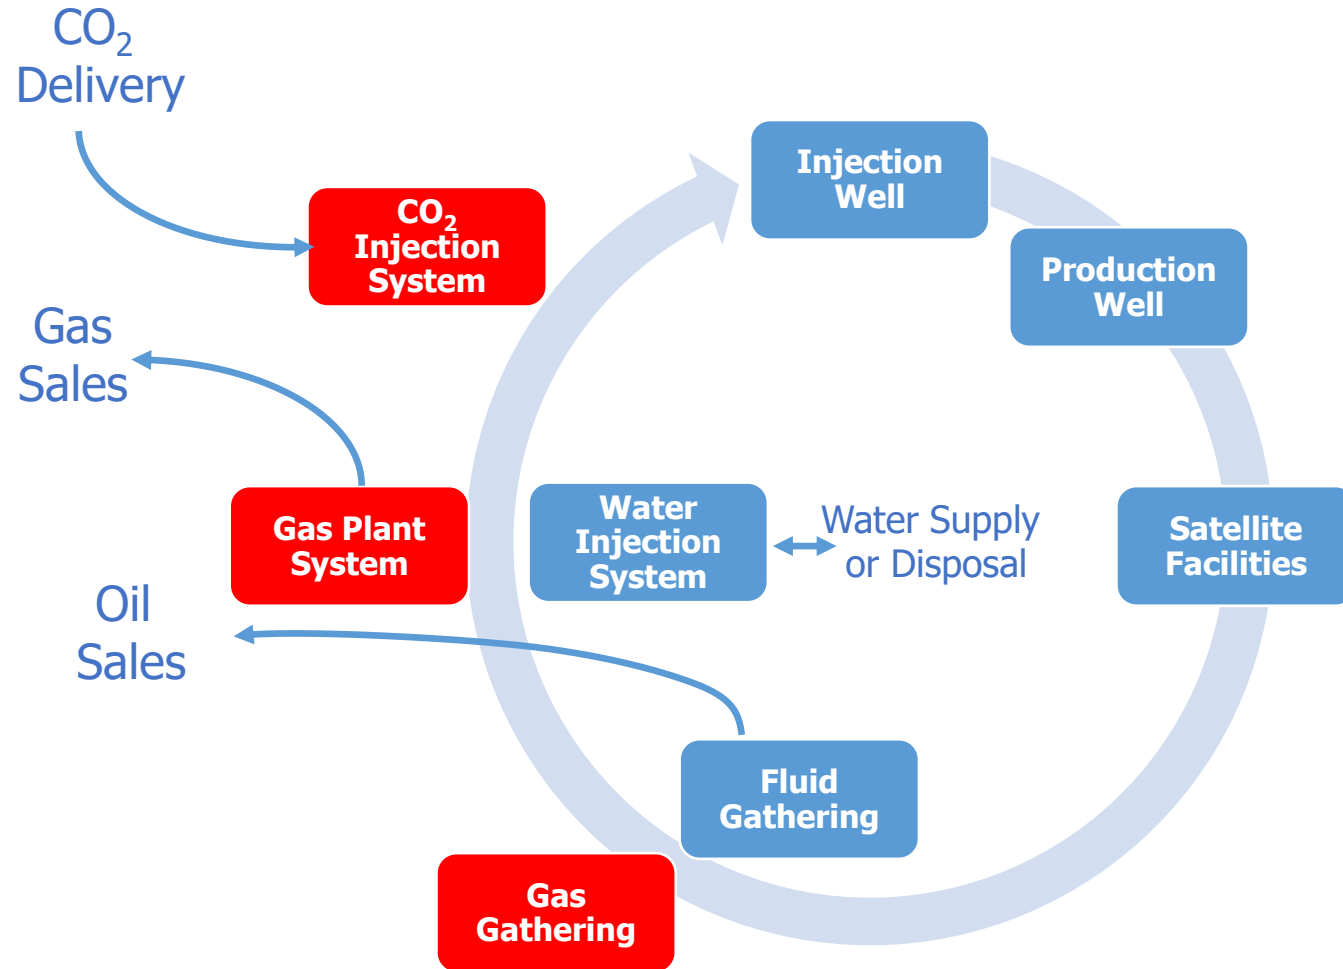 CO₂
Delivery
Injection
Well
CO₂
Injection
System
Production
Well
Gas
Sales
Gas Plant
System
Water
Injection
System
Water Supply
or Disposal
Satellite
Facilities
Oil
Sales
Fluid
Gathering
Gas
Gathering